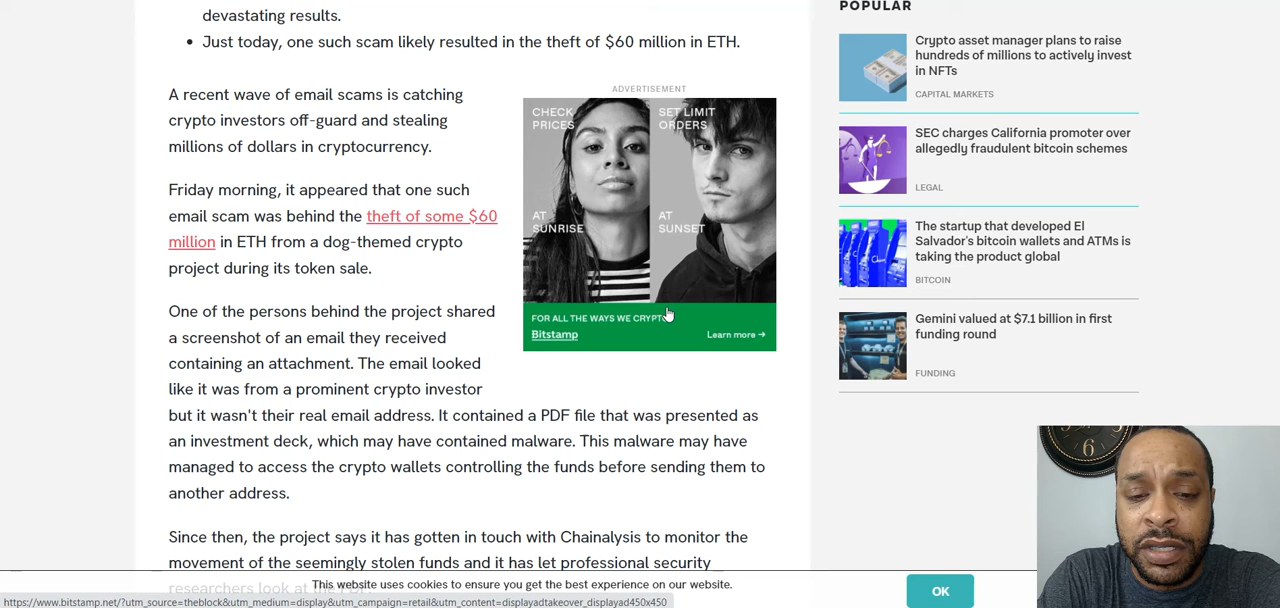 devastating results.
• Just today, one such scam likely resulted in the theft of $60 million in ETH.
A recent wave of email scams is catching
crypto investors off-guard and stealing
millions of dollars in cryptocurrency.
Friday morning, it appeared that one such
email scam was behind the theft of some $60
million in ETH from a dog-themed crypto
project during its token sale.
One of the persons behind the project shared
a screenshot of an email they received
containing an attachment. The email looked
like it was from a prominent crypto investor
but it wasn't their real email address. It contained a PDF file that was presented as
an investment deck, which may have contained malware. This malware may have
managed to access the crypto wallets controlling the funds before sending them to
another address.
Since then, the project says it has gotten in touch with Chainalysis to monitor the
movement of the seemingly stolen funds and it has let professional security
researchers look at the PDF.
ADVERTISEMENT
CHECK
PRICES
SET LIMIT
ORDERS
AT
SUNRISE
AT
SUNSET
FOR ALL THE WAYS WE CRYPTO
Bitstamp
Learn more →
POPULAR
Crypto asset manager plans to raise
hundreds of millions to actively invest
in NFTs
CAPITAL MARKETS
SEC charges California promoter over
allegedly fraudulent bitcoin schemes
LEGAL
The startup that developed El
Salvador's bitcoin wallets and ATMs is
taking the product global
BITCOIN
Gemini valued at $7.1 billion in first
funding round
FUNDING
This website uses cookies to ensure you get the best experience on our website.
OK
https://www.bitstamp.net/?utm_source=theblock&utm_medium=display&utm_campaign=retail&utm_content=displayadtakeover_displayad450x450